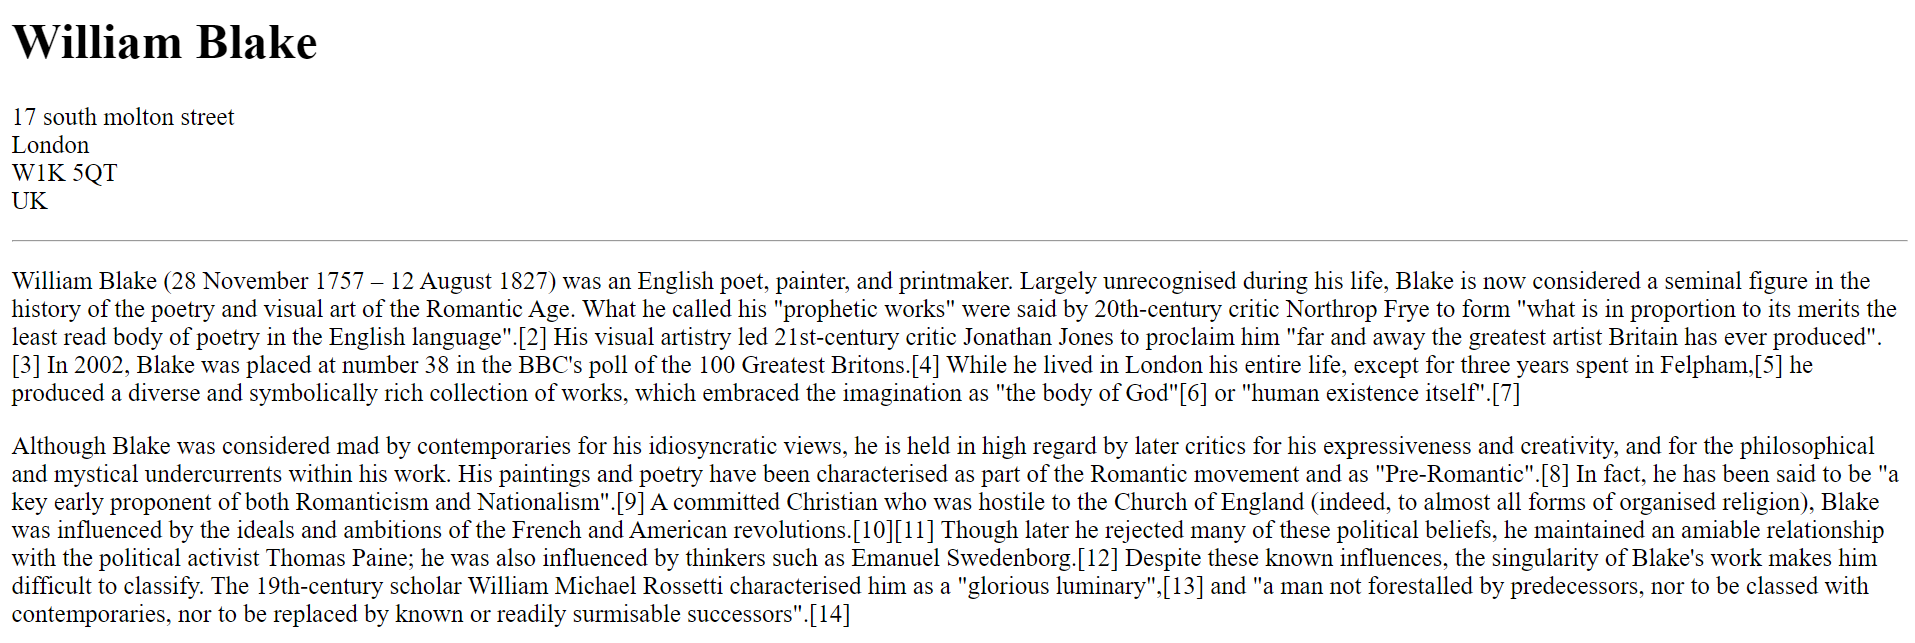 William Blake
17 south molton street
London
W1K 5QT
UK
William Blake (28 November 1757 – 12 August 1827) was an English poet, painter, and printmaker. Largely unrecognised during his life, Blake is now considered a seminal figure in the
history of the poetry and visual art of the Romantic Age. What he called his "prophetic works" were said by 20th-century critic Northrop Frye to form "what is in proportion to its merits the
least read body of poetry in the English language".[2] His visual artistry led 21st-century critic Jonathan Jones to proclaim him "far and away the greatest artist Britain has ever produced".
[3] In 2002, Blake was placed at number 38 in the BBC's poll of the 100 Greatest Britons.[4] While he lived in London his entire life, except for three years spent in Felpham,[5] he
produced a diverse and symbolically rich collection of works, which embraced the imagination as "the body of God"[6] or "human existence itself".[7]
Although Blake was considered mad by contemporaries for his idiosyncratic views, he is held in high regard by later critics for his expressiveness and creativity, and for the philosophical
and mystical undercurrents within his work. His paintings and poetry have been characterised as part of the Romantic movement and as "Pre-Romantic".[8] In fact, he has been said to be "a
key early proponent of both Romanticism and Nationalism".[9] A committed Christian who was hostile to the Church of England (indeed, to almost all forms of organised religion), Blake
was influenced by the ideals and ambitions of the French and American revolutions.[10][11] Though later he rejected many of these political beliefs, he maintained an amiable relationship
with the political activist Thomas Paine; he was also influenced by thinkers such as Emanuel Swedenborg.[12] Despite these known influences, the singularity of Blake's work makes him
difficult to classify. The 19th-century scholar William Michael Rossetti characterised him as a "glorious luminary",[13] and "a man not forestalled by predecessors, nor to be classed with
contemporaries, nor to be replaced by known or readily surmisable successors".[14]